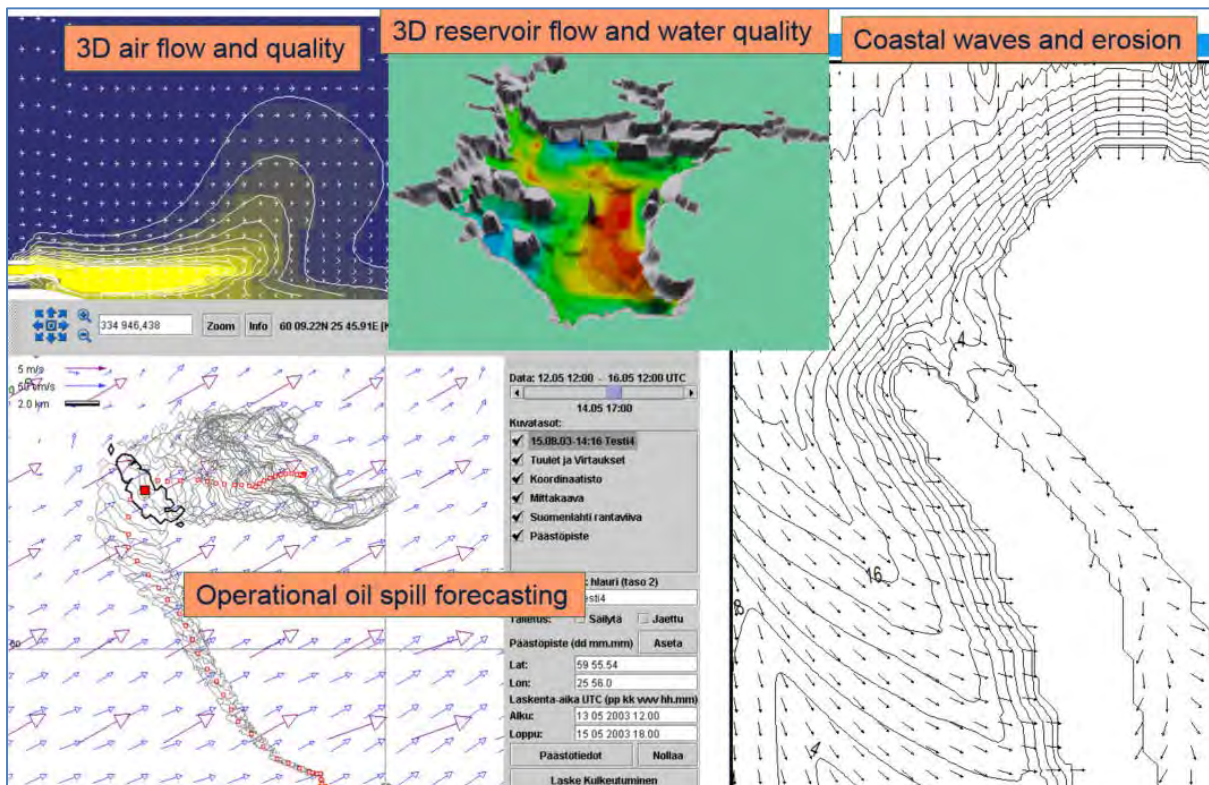 3D air flow and quality
3D reservoir flow and water quality
Coastal waves and erosion
334 946,438
Zoom
Info
60 09.22N 25 45.91E
5 m/s
2.0 km
60
Data: 12.05 12:00 - 16.05 12:00 UTC
14.05 17:00
Kuvatasot:
15.08.03-14:16 Testi4
Tuulet ja Virtaukset
Koordinaatisto
Mittakaava
Suomenlahti rantaviiva
Päästöpiste
Operational oil spill forecasting
hlauri (taso 2)
Säilytä
Jaettu
Päästöpiste (dd mm.mm)
Aseta
Lat:
59 55.54
Lon:
25 56.0
Laskenta-aika UTC (pp kk vvvv hh.mm)
Alku:
13 05 2003 12.00
Loppu:
15 05 2003 18.00
Päästotiedot
Nollaa
Laske Kulkeutuminen
4
16
8
4